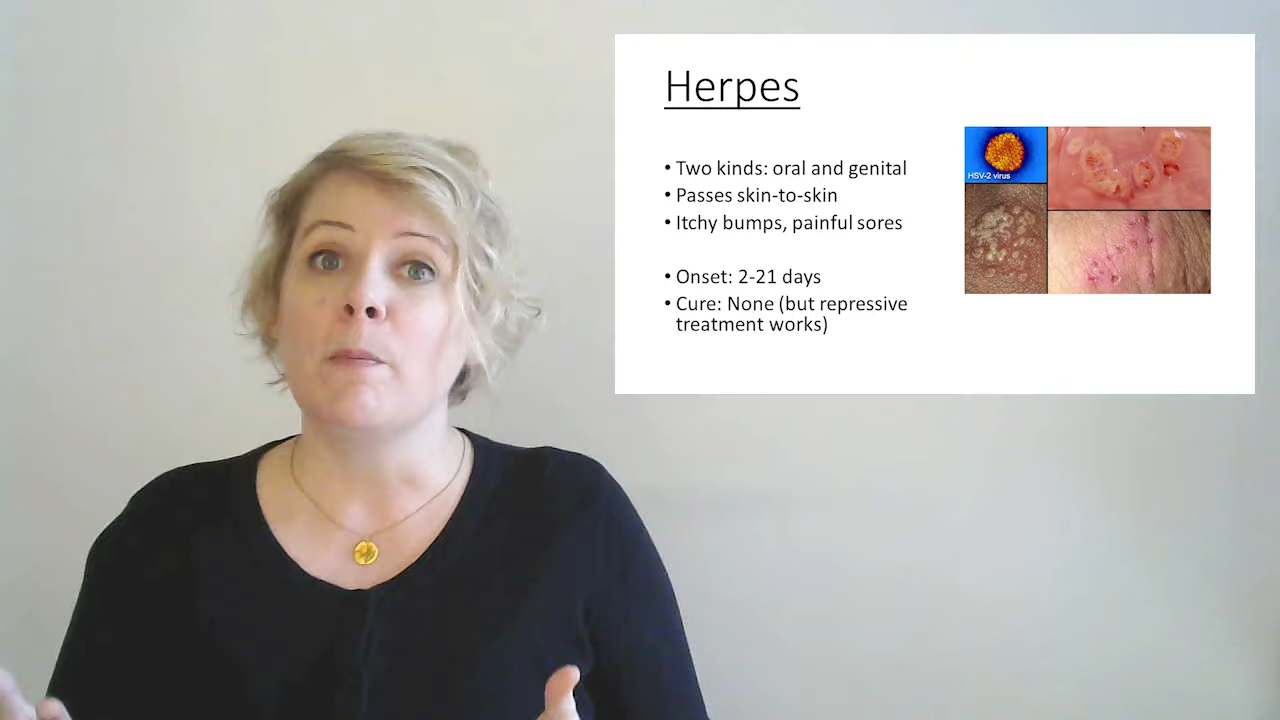 Herpes
• Two kinds: oral and genital
• Passes skin-to-skin
• Itchy bumps, painful sores
• Onset: 2-21 days
• Cure: None (but repressive
treatment works)
HSV-2 virus